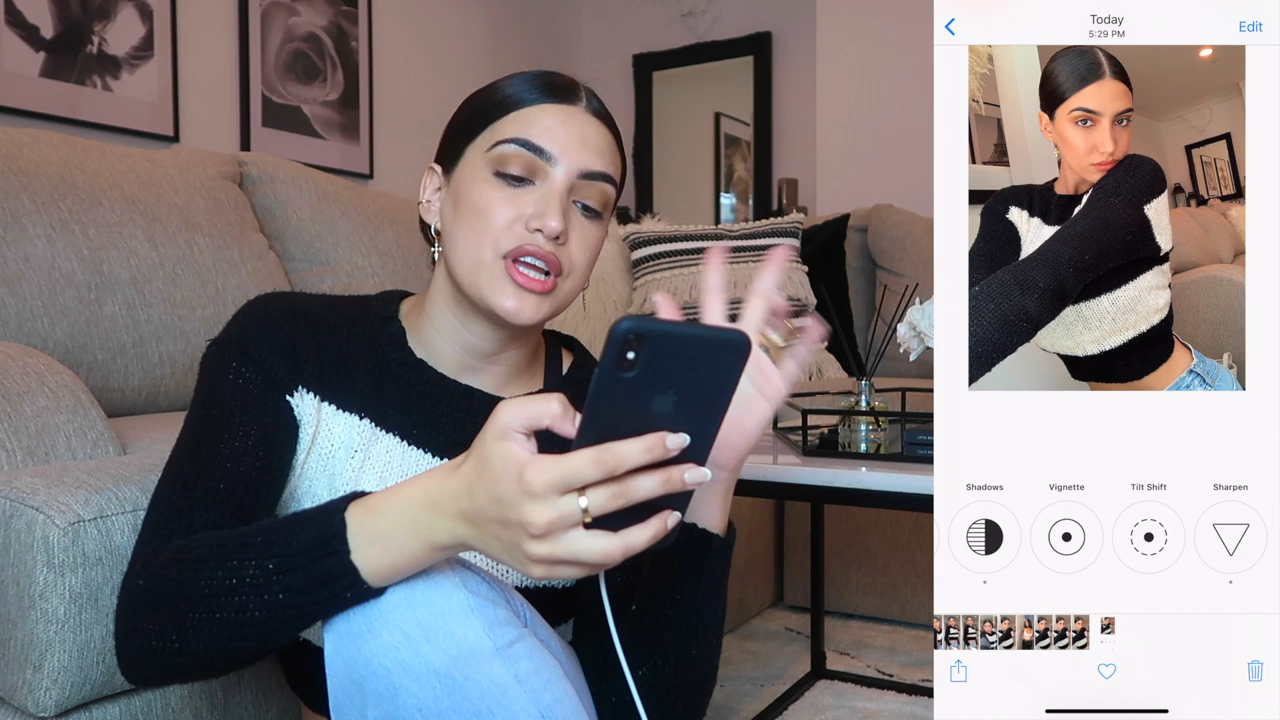 Today
5:29 PM
Edit
Shadows
Vignette
Tilt Shift
Sharpen